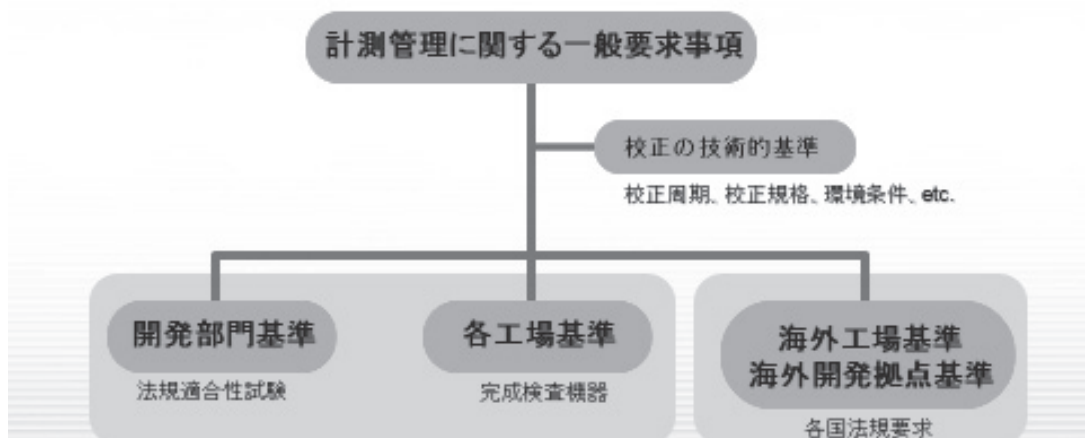 計測管理に関する一般要求事項
校正の技術的基準
校正周期、校正規格、環境条件、etc.
開発部門基準
法規適合性試験
各工場基準
完成検査機器
海外工場基準
海外開発拠点基準
各国法規要求